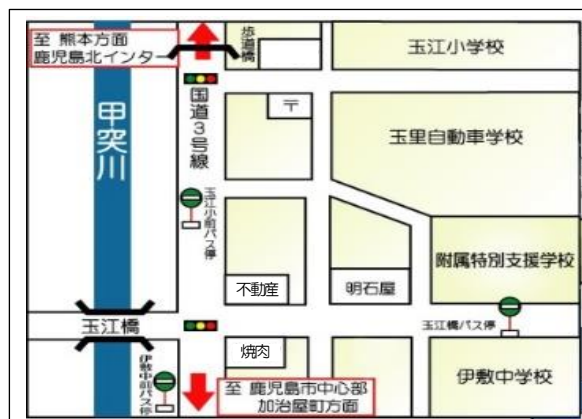 至 熊本方面
鹿児島北インター
歩道橋
玉江小学校
甲突川
国道3号線
〒
玉里自動車学校
玉江小前バス停
附属特別支援学校
不動産
明石屋
玉江橋バス停
玉江橋
焼肉
伊敷中学校
伊敷中前バス停
至 鹿児島市中心部
加治屋町方面